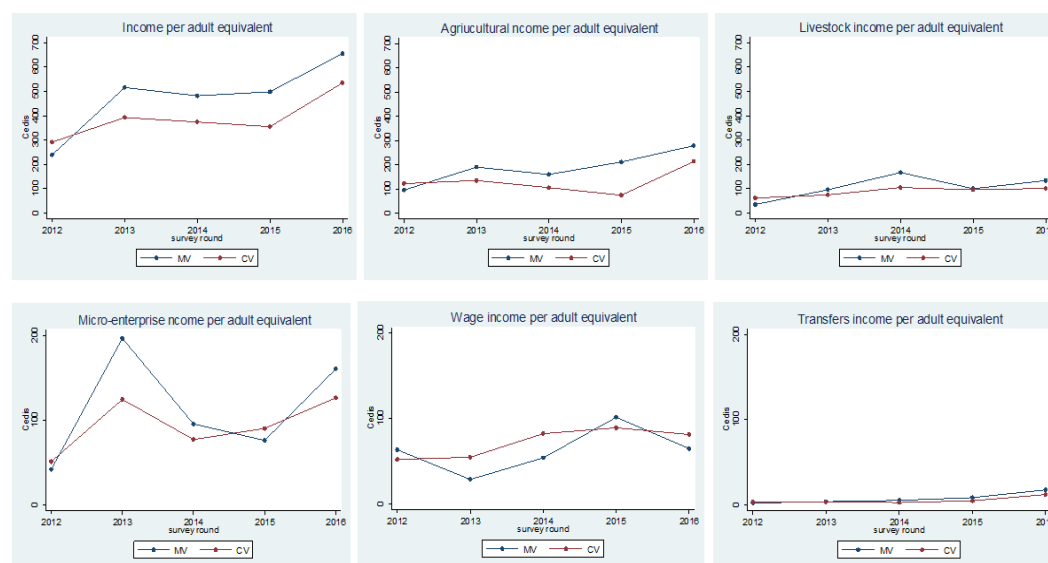 Income per adult equivalent
Cedis
700
600
500
400
300
200
100
0
2012 2013 2014 2015 2016
survey round
MV CV
Agriucultural ncome per adult equivalent
Cedis
700
600
500
400
300
200
100
0
2012 2013 2014 2015 2016
survey round
MV CV
Livestock income per adult equivalent
Cedis
700
600
500
400
300
200
100
0
2012 2013 2014 2015 201
survey round
MV CV
Micro-enterprise ncome per adult equivalent
Cedis
200
100
0
2012 2013 2014 2015 2016
survey round
MV CV
Wage income per adult equivalent
Cedis
200
100
0
2012 2013 2014 2015 2016
survey round
MV CV
Transfers income per adult equivalent
Cedis
200
100
0
2012 2013 2014 2015 201
survey round
MV CV